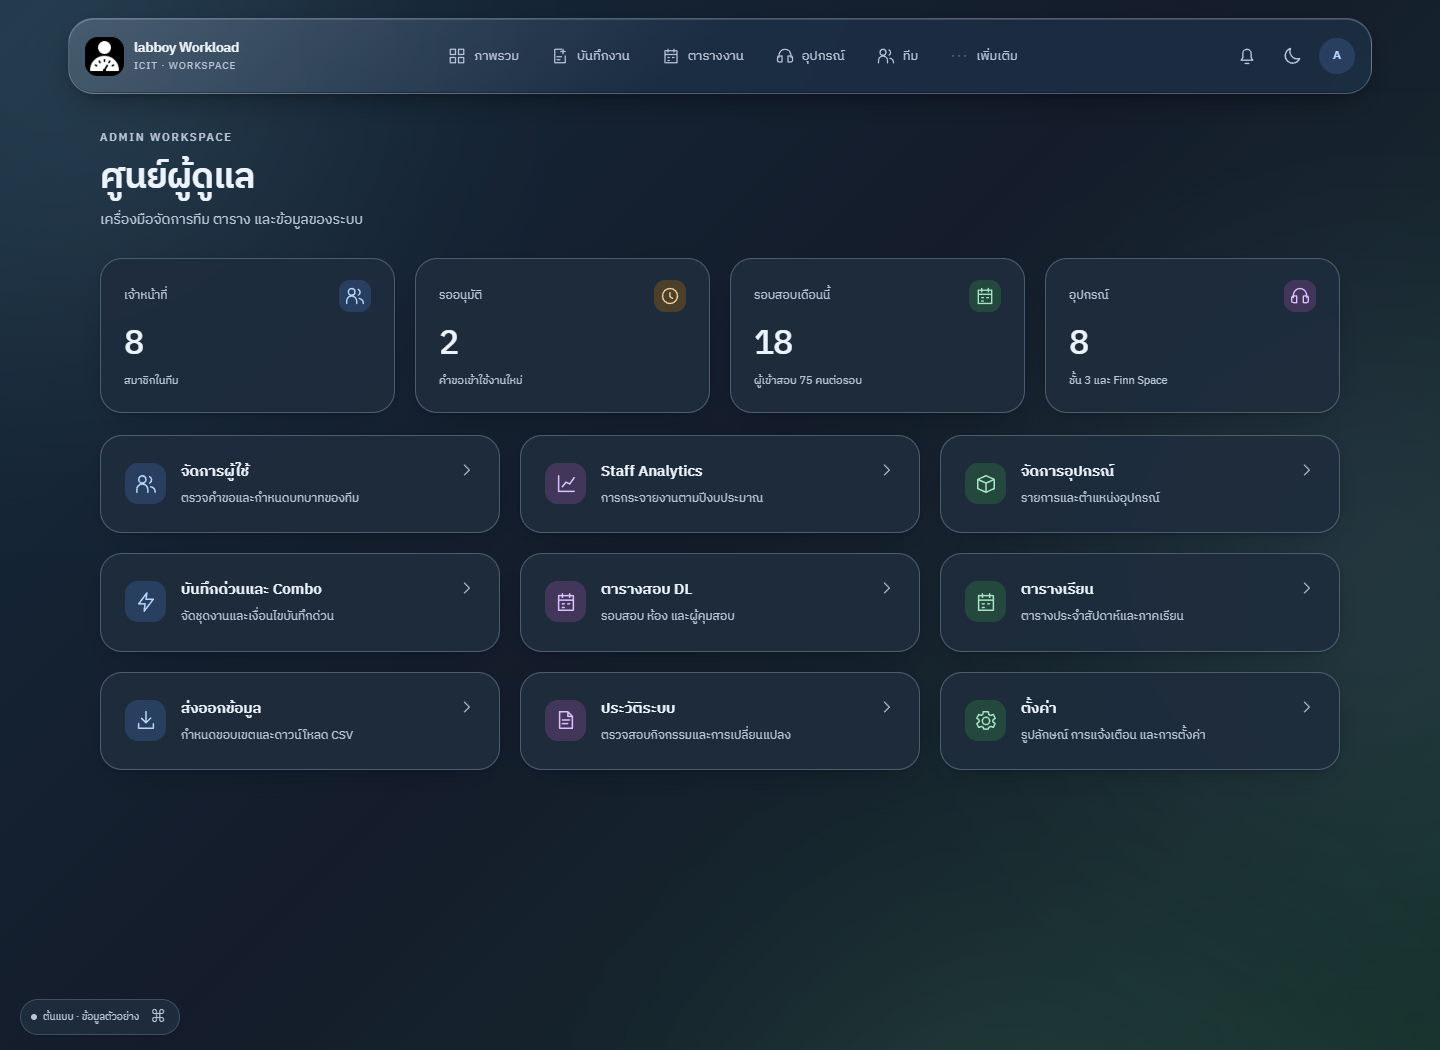 labboy Workload
ICIT · WORKSPACE
ภาพรวม
บันทึกงาน
ตารางงาน
อุปกรณ์
ทีม
เพิ่มเติม
A
ADMIN WORKSPACE
ศูนย์ผู้ดูแล
เครื่องมือจัดการทีม ตาราง และข้อมูลของระบบ
เจ้าหน้าที่
8
สมาชิกในทีม
รออนุมัติ
2
คำขอเข้าใช้งานใหม่
รอบสอบเดือนนี้
18
ผู้เข้าสอบ 75 คนต่อรอบ
อุปกรณ์
8
ชั้น 3 และ Finn Space
จัดการผู้ใช้
ตรวจคำขอและกำหนดบทบาทของทีม
Staff Analytics
การกระจายงานตามปีงบประมาณ
จัดการอุปกรณ์
รายการและตำแหน่งอุปกรณ์
บันทึกด่วนและ Combo
จัดชุดงานและเงื่อนไขบันทึกด่วน
ตารางสอบ DL
รอบสอบ ห้อง และผู้คุมสอบ
ตารางเรียน
ตารางประจำสัปดาห์และภาคเรียน
ส่งออกข้อมูล
กำหนดขอบเขตและดาวน์โหลด CSV
ประวัติระบบ
ตรวจสอบกิจกรรมและการเปลี่ยนแปลง
ตั้งค่า
รูปลักษณ์ การแจ้งเตือน และการตั้งค่า
ต้นแบบ · ข้อมูลตัวอย่าง ⌘